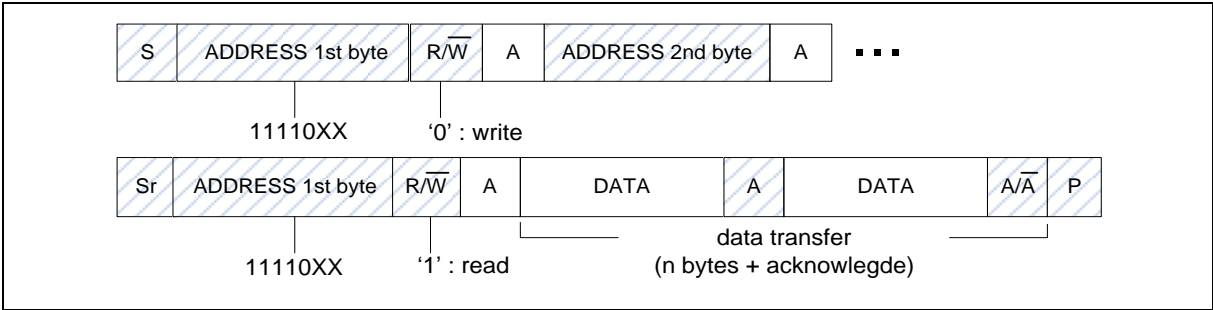 S ADDRESS 1st byte R/W̅ A ADDRESS 2nd byte A ▪ ▪ ▪
11110XX ‘0’ : write
Sr ADDRESS 1st byte R/W̅ A DATA A DATA A/A̅ P
data transfer
11110XX ‘1’ : read (n bytes + acknowlegde)